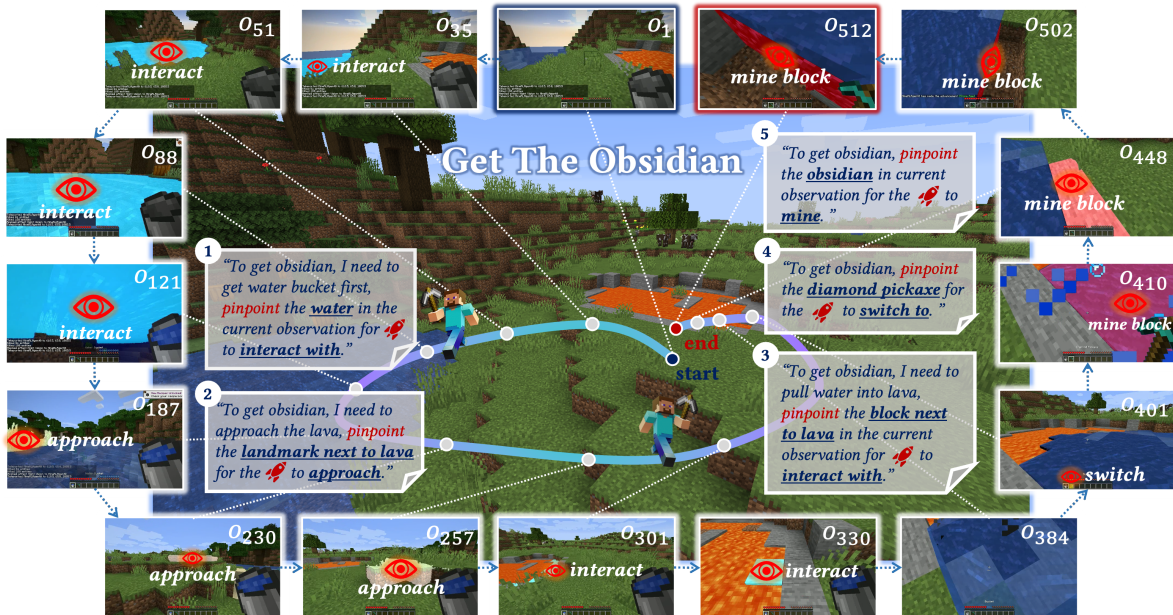 O51
interact
O35
interact
O1
O512
mine block
O502
mine block
O88
interact
O448
mine block
Get The Obsidian
5
“To get obsidian, pinpoint
the obsidian in current
observation for the to
mine. ”
1
“To get obsidian, I need to
get water bucket first,
pinpoint the water in the
current observation for
to interact with.”
4
“To get obsidian, pinpoint
the diamond pickaxe for
the to switch to. ”
O121
interact
O410
mine block
end
start
3
“To get obsidian, I need to
pull water into lava,
pinpoint the block next
to lava in the current
observation for to
interact with. ”
2
“To get obsidian, I need to
approach the lava, pinpoint
the landmark next to lava
for the to approach.”
O187
approach
O401
switch
O230
approach
O257
approach
O301
interact
O330
interact
O384